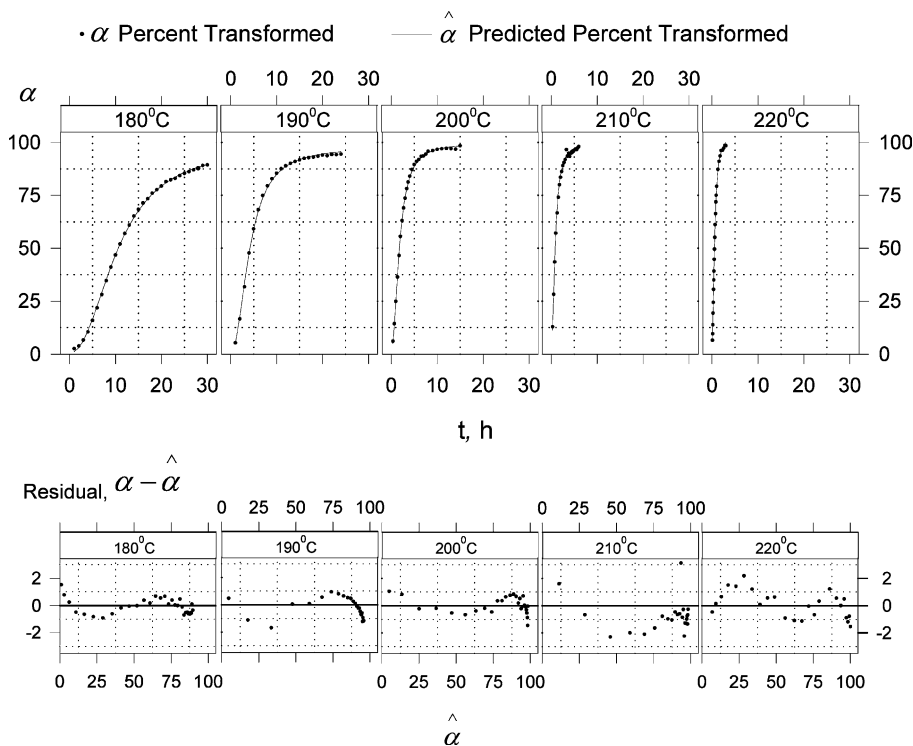 • α Percent Transformed — α̂ Predicted Percent Transformed
0 10 20 30 0 10 20 30
α
180⁰C 190⁰C 200⁰C 210⁰C 220⁰C
100 100
75 75
50 50
25 25
0 0
0 10 20 30 0 10 20 30 0 10 20 30
t, h
Residual, α − α̂
0 25 50 75 100 0 25 50 75 100
180⁰C 190⁰C 200⁰C 210⁰C 220⁰C
2 2
0 0
-2 -2
0 25 50 75 100 0 25 50 75 100 0 25 50 75 100
α̂